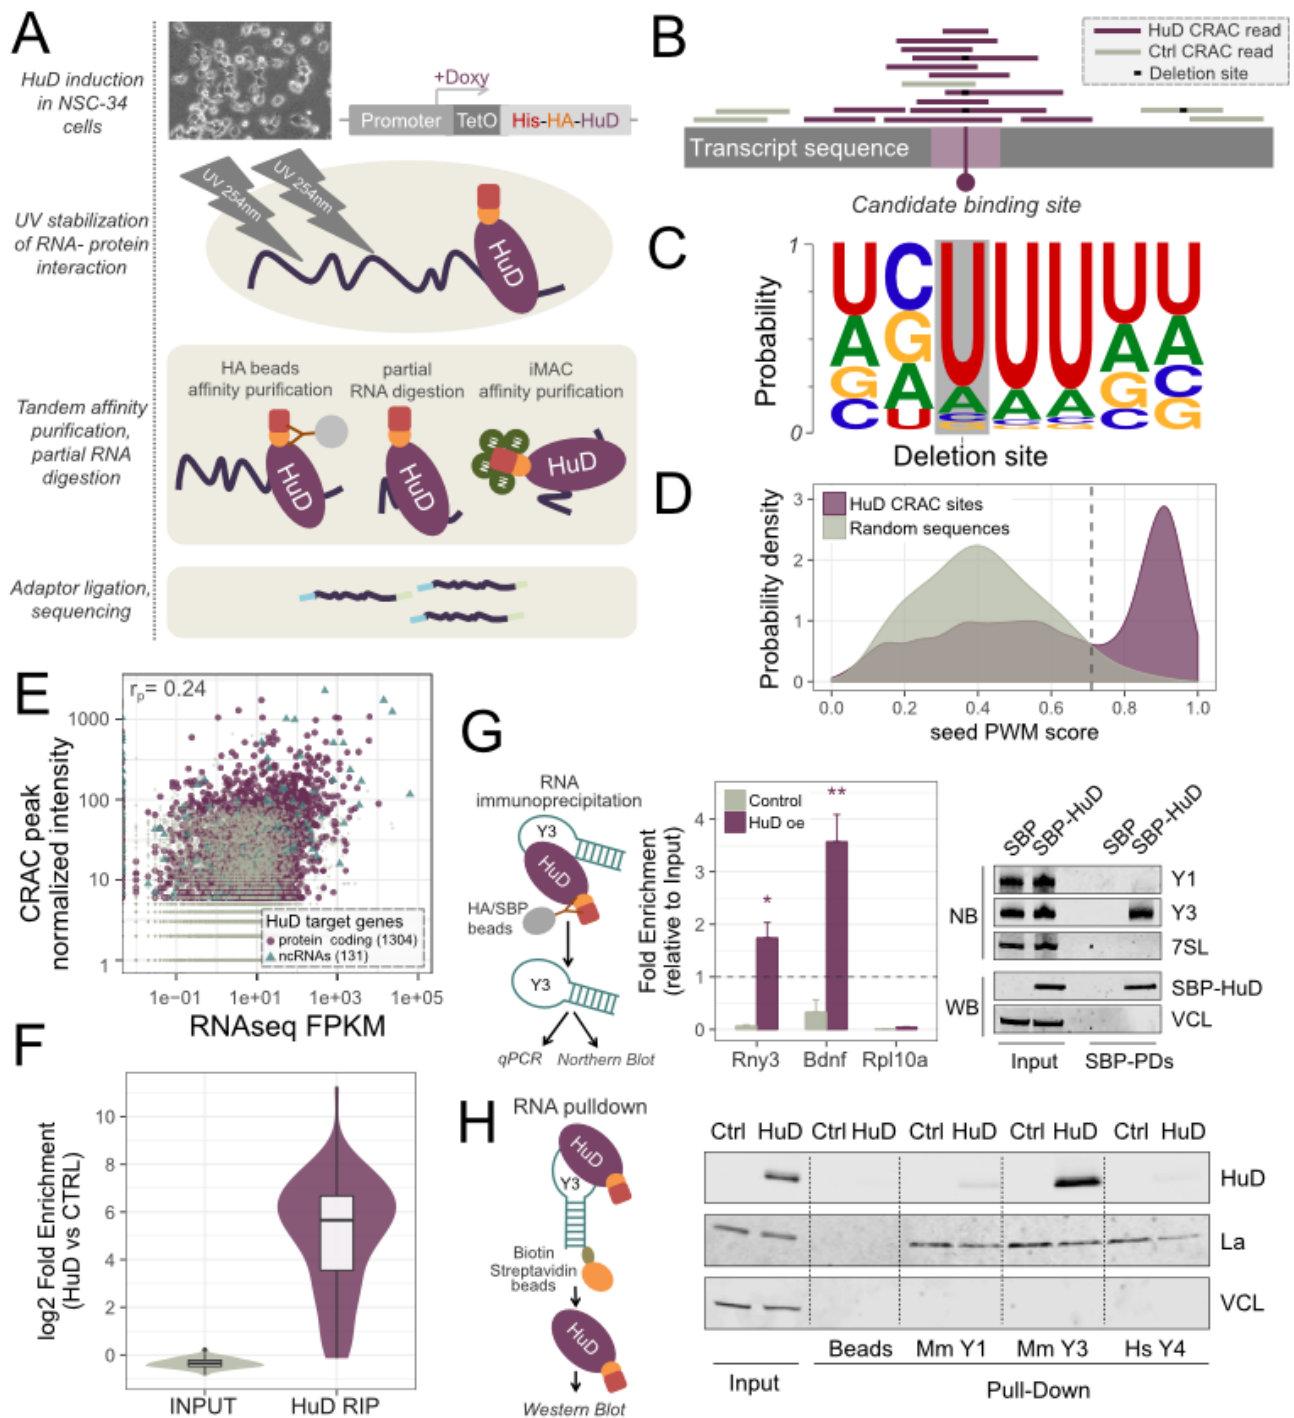 A
HuD induction
in NSC-34
cells
+Doxy
Promoter TetO His-HA-HuD
UV 254nm
UV 254nm
HuD
UV stabilization
of RNA- protein
interaction
HA beads
affinity purification
partial
RNA digestion
iMAC
affinity purification
HuD
HuD
Ni
Ni
Ni
Ni
HuD
Tandem affinity
purification,
partial RNA
digestion
Adaptor ligation,
sequencing
B
HuD CRAC read
Ctrl CRAC read
Deletion site
Transcript sequence
Candidate binding site
C
Probability
1
0
U C U U U U U
A G A A A A A
G A C C C G C
C U G G G C G
Deletion site
D
Probability density
3
2
1
0
HuD CRAC sites
Random sequences
0.0 0.2 0.4 0.6 0.8 1.0
seed PWM score
E
rp= 0.24
CRAC peak
normalized intensity
1000
100
10
1
HuD target genes
protein coding (1304)
ncRNAs (131)
1e−01 1e+01 1e+03 1e+05
RNAseq FPKM
F
log2 Fold Enrichment
(HuD vs CTRL)
10
8
6
4
2
0
INPUT HuD RIP
G
RNA
immunoprecipitation
Y3
HuD
HA/SBP
beads
Y3
qPCR Northern Blot
Fold Enrichment
(relative to Input)
4
3
2
1
0
Control
HuD oe
*
**
Rny3 Bdnf Rpl10a
SBP SBP-HuD SBP SBP-HuD
NB
Y1
Y3
7SL
WB
SBP-HuD
VCL
Input SBP-PDs
H
RNA pulldown
HuD
Y3
Biotin
Streptavidin
beads
HuD
Western Blot
Ctrl HuD Ctrl HuD Ctrl HuD Ctrl HuD Ctrl HuD
HuD
La
VCL
Beads Mm Y1 Mm Y3 Hs Y4
Input Pull-Down